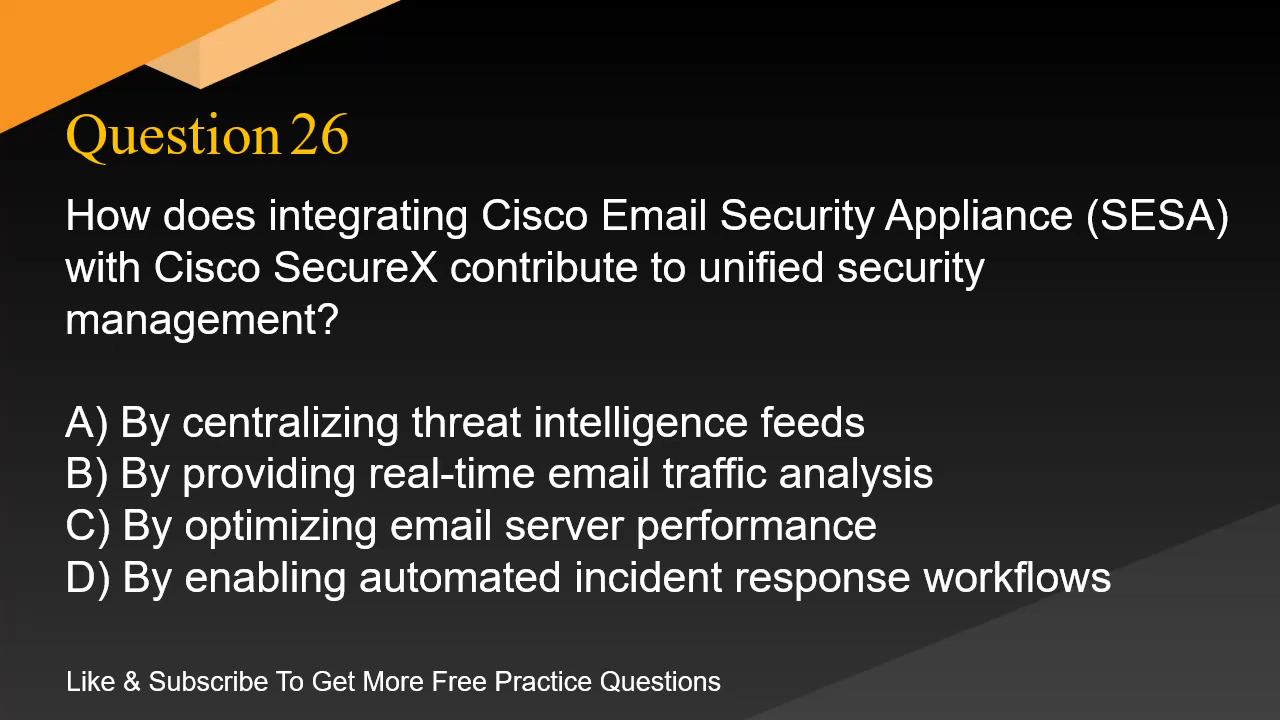 Question 26
How does integrating Cisco Email Security Appliance (SESA)
with Cisco SecureX contribute to unified security
management?
A) By centralizing threat intelligence feeds
B) By providing real-time email traffic analysis
C) By optimizing email server performance
D) By enabling automated incident response workflows
Like & Subscribe To Get More Free Practice Questions